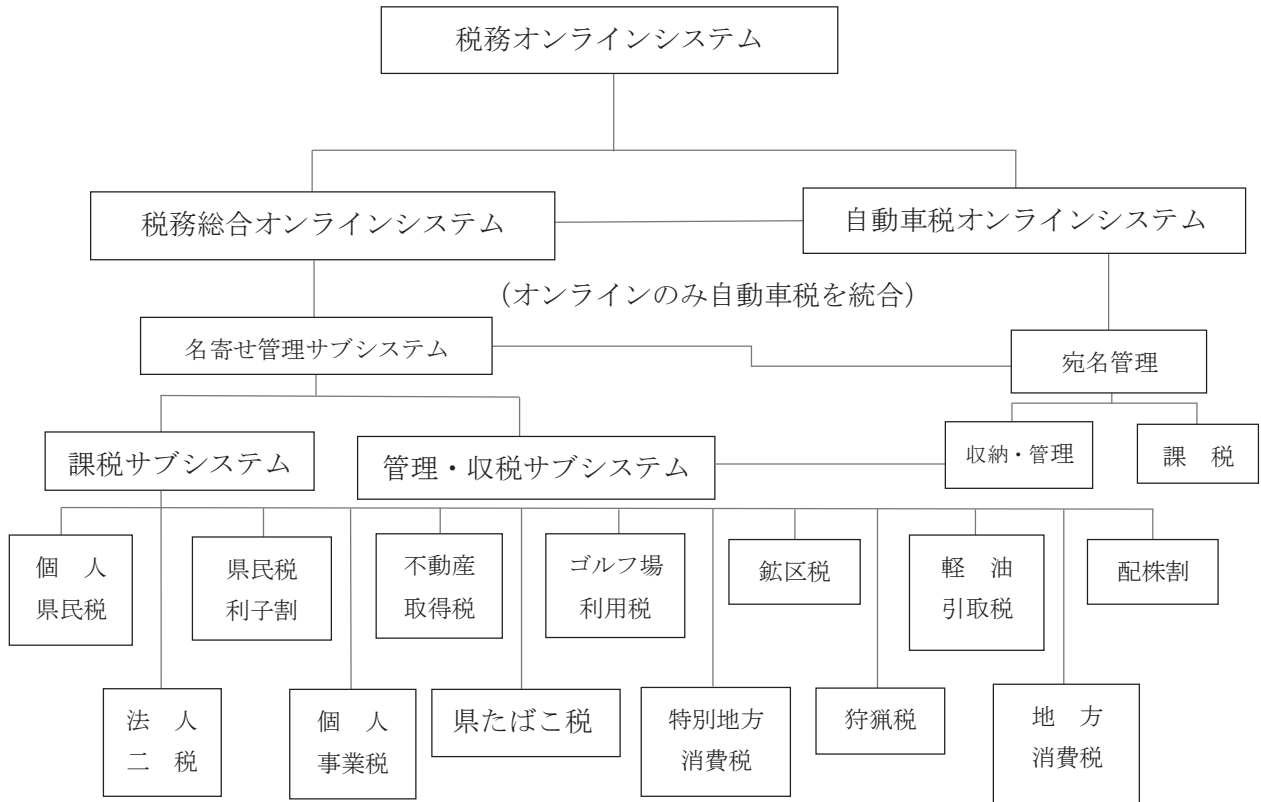 税務オンラインシステム
税務総合オンラインシステム
自動車税オンラインシステム
（オンラインのみ自動車税を統合）
名寄せ管理サブシステム
宛名管理
課税サブシステム
管理・収税サブシステム
収納・管理
課　税
個　人
県民税
県民税
利子割
不動産
取得税
ゴルフ場
利用税
鉱区税
軽　油
引取税
配株割
法　人
二　税
個　人
事業税
県たばこ税
特別地方
消費税
狩猟税
地　方
消費税